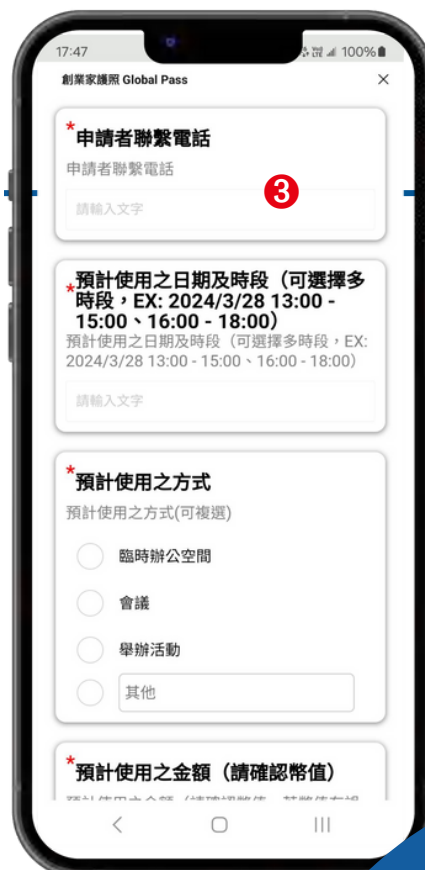 17:47 100%
創業家護照 Global Pass ×
*申請者聯繫電話
申請者聯繫電話
3
請輸入文字
*預計使用之日期及時段（可選擇多
時段，EX: 2024/3/28 13:00 -
15:00、16:00 - 18:00）
預計使用之日期及時段（可選擇多時段，EX:
2024/3/28 13:00 - 15:00、16:00 - 18:00）
請輸入文字
*預計使用之方式
預計使用之方式(可複選)
臨時辦公空間
會議
舉辦活動
其他
*預計使用之金額（請確認幣值）